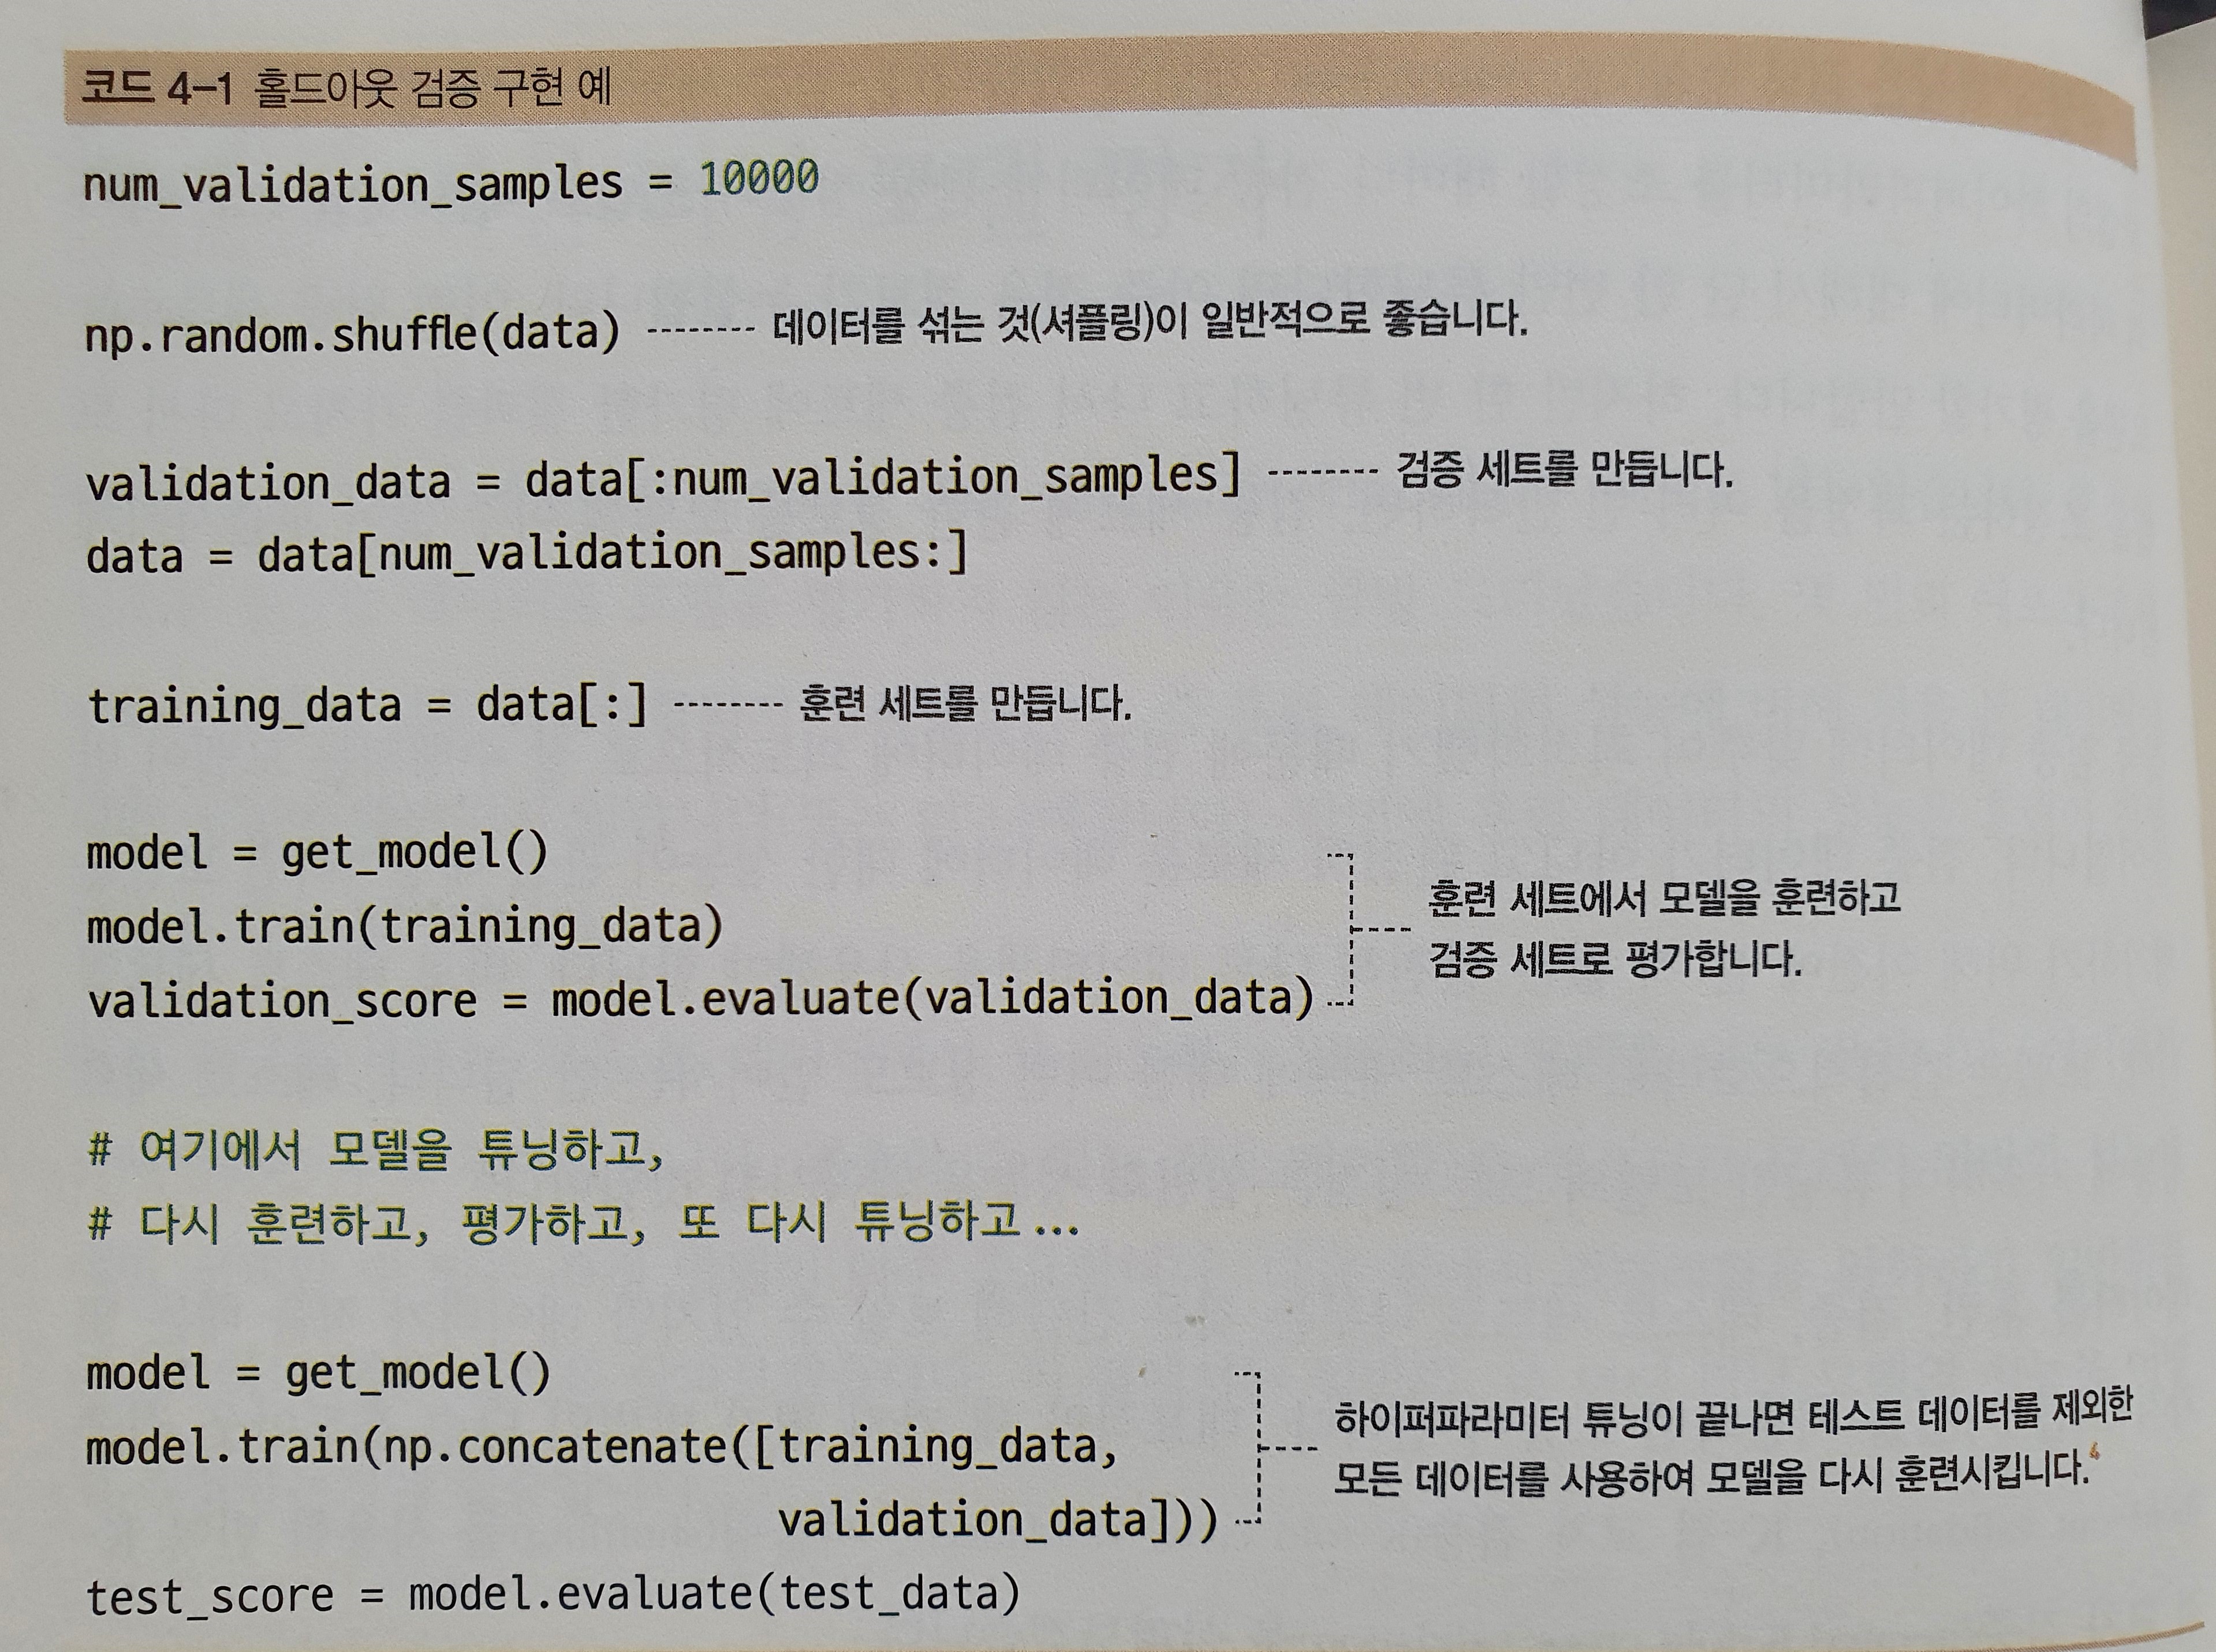 코드 4-1 홀드아웃 검증 구현 예
num_validation_samples = 10000
np.random.shuffle(data) -------- 데이터를 섞는 것(셔플링)이 일반적으로 좋습니다.
validation_data = data[:num_validation_samples] -------- 검증 세트를 만듭니다.
data = data[num_validation_samples:]
training_data = data[:] -------- 훈련 세트를 만듭니다.
model = get_model()
model.train(training_data)
validation_score = model.evaluate(validation_data)
훈련 세트에서 모델을 훈련하고
검증 세트로 평가합니다.
# 여기에서 모델을 튜닝하고,
# 다시 훈련하고, 평가하고, 또 다시 튜닝하고...
model = get_model()
model.train(np.concatenate([training_data,
validation_data]))
하이퍼파라미터 튜닝이 끝나면 테스트 데이터를 제외한
모든 데이터를 사용하여 모델을 다시 훈련시킵니다.⁶
test_score = model.evaluate(test_data)